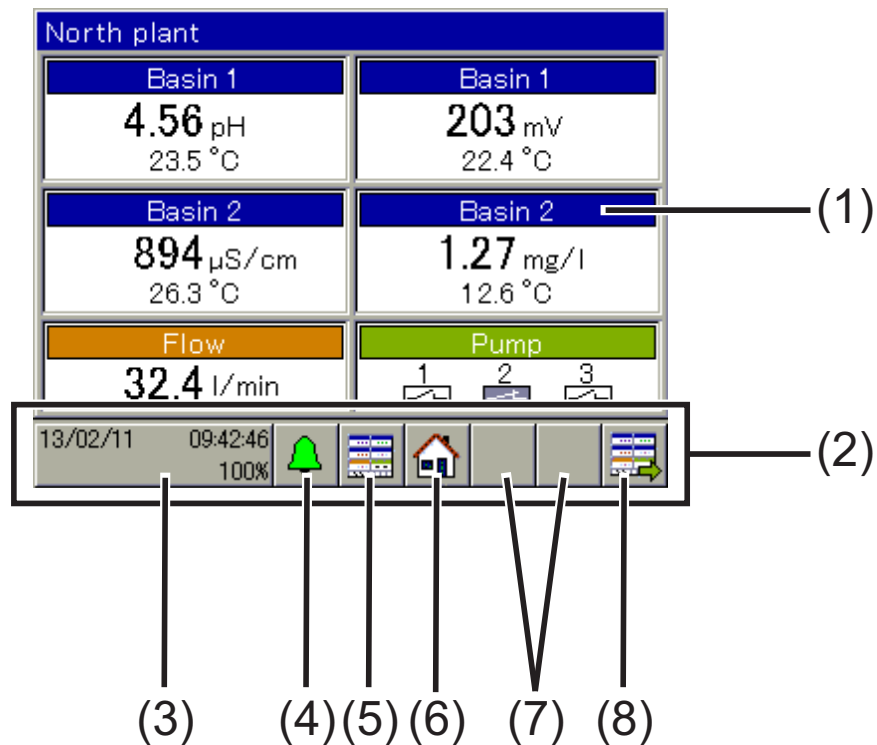 North plant
Basin 1
4.56 pH
23.5 °C
Basin 1
203 mV
22.4 °C
Basin 2
894 µS/cm
26.3 °C
Basin 2
1.27 mg/l
12.6 °C
(1)
Flow
32.4 l/min
Pump
1 2 3
13/02/11 09:42:46
100%
(2)
(3) (4) (5) (6) (7) (8)